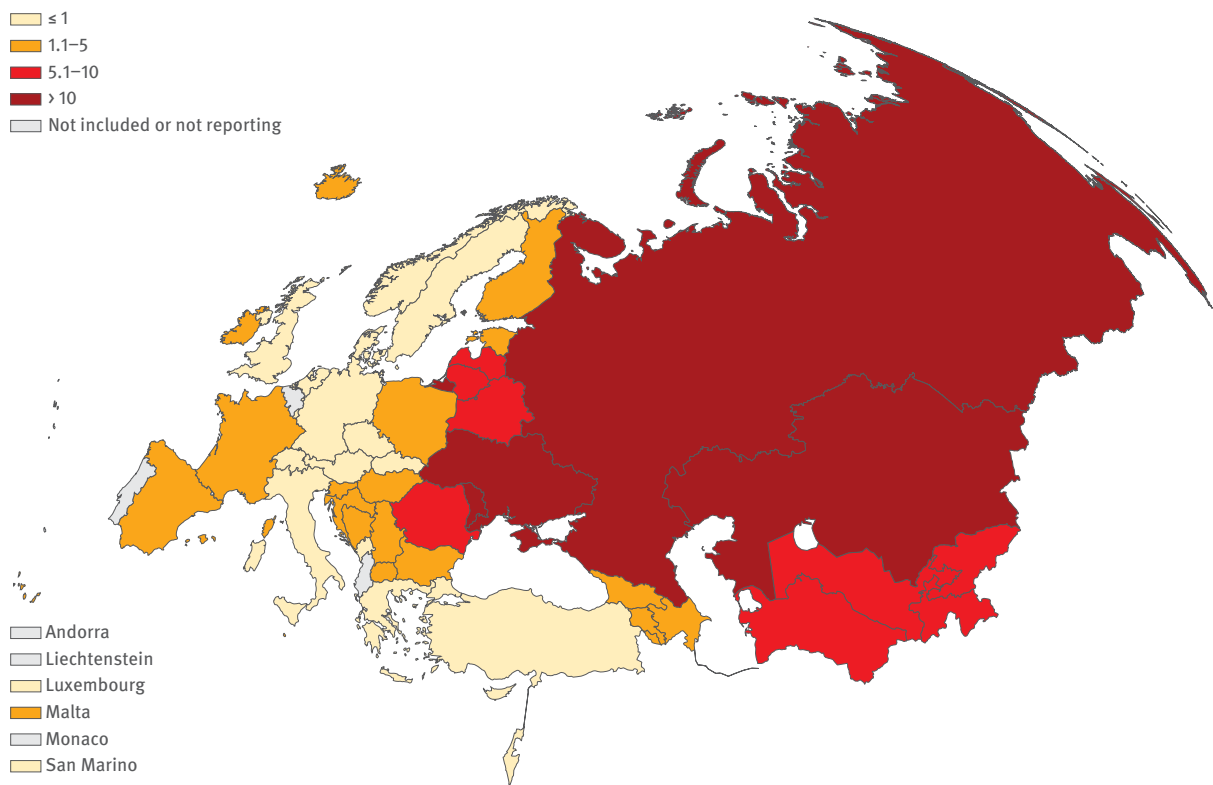 ≤ 1
1.1–5
5.1–10
> 10
Not included or not reporting
Andorra
Liechtenstein
Luxembourg
Malta
Monaco
San Marino